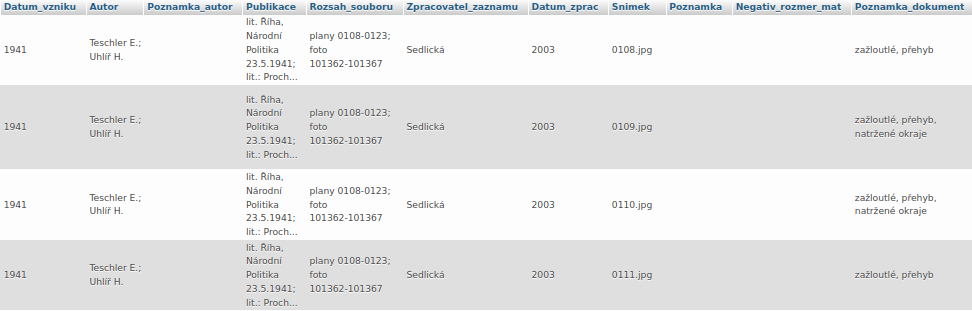 Datum_vzniku Autor Poznamka_autor Publikace Rozsah_souboru Zpracovatel_zaznamu Datum_zprac Snimek Poznamka Negativ_rozmer_mat Poznamka_dokument
1941 Teschler E.; Uhlíř H. lit. Říha, Národní Politika 23.5.1941; lit.: Proch... plany 0108-0123; foto 101362-101367 Sedlická 2003 0108.jpg zažloutlé, přehyb
1941 Teschler E.; Uhlíř H. lit. Říha, Národní Politika 23.5.1941; lit.: Proch... plany 0108-0123; foto 101362-101367 Sedlická 2003 0109.jpg zažloutlé, přehyb, natržené okraje
1941 Teschler E.; Uhlíř H. lit. Říha, Národní Politika 23.5.1941; lit.: Proch... plany 0108-0123; foto 101362-101367 Sedlická 2003 0110.jpg zažloutlé, přehyb, natržené okraje
1941 Teschler E.; Uhlíř H. lit. Říha, Národní Politika 23.5.1941; lit.: Proch... plany 0108-0123; foto 101362-101367 Sedlická 2003 0111.jpg zažloutlé, přehyb